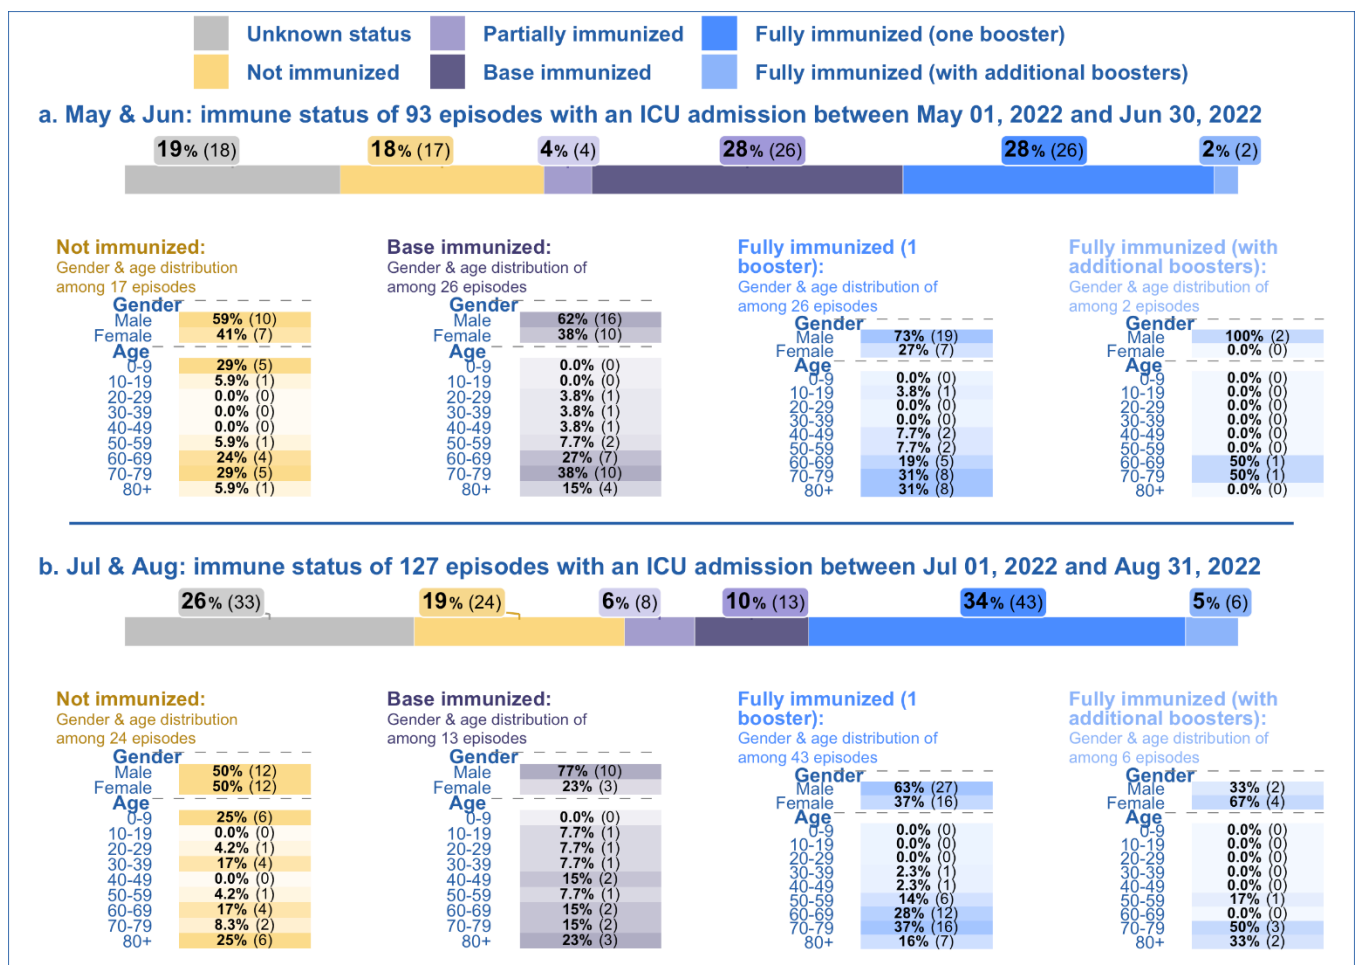 Unknown status
Partially immunized
Fully immunized (one booster)
Not immunized
Base immunized
Fully immunized (with additional boosters)
a. May & Jun: immune status of 93 episodes with an ICU admission between May 01, 2022 and Jun 30, 2022
19% (18)
18% (17)
4% (4)
28% (26)
28% (26)
2% (2)
Not immunized:
Gender & age distribution
among 17 episodes
Gender
Male 59% (10)
Female 41% (7)
Age
0-9 29% (5)
10-19 5.9% (1)
20-29 0.0% (0)
30-39 0.0% (0)
40-49 0.0% (0)
50-59 5.9% (1)
60-69 24% (4)
70-79 29% (5)
80+ 5.9% (1)
Base immunized:
Gender & age distribution of
among 26 episodes
Gender
Male 62% (16)
Female 38% (10)
Age
0-9 0.0% (0)
10-19 0.0% (0)
20-29 3.8% (1)
30-39 3.8% (1)
40-49 3.8% (1)
50-59 7.7% (2)
60-69 27% (7)
70-79 38% (10)
80+ 15% (4)
Fully immunized (1
booster):
Gender & age distribution of
among 26 episodes
Gender
Male 73% (19)
Female 27% (7)
Age
0-9 0.0% (0)
10-19 3.8% (1)
20-29 0.0% (0)
30-39 0.0% (0)
40-49 7.7% (2)
50-59 7.7% (2)
60-69 19% (5)
70-79 31% (8)
80+ 31% (8)
Fully immunized (with
additional boosters):
Gender & age distribution of
among 2 episodes
Gender
Male 100% (2)
Female 0.0% (0)
Age
0-9 0.0% (0)
10-19 0.0% (0)
20-29 0.0% (0)
30-39 0.0% (0)
40-49 0.0% (0)
50-59 0.0% (0)
60-69 50% (1)
70-79 50% (1)
80+ 0.0% (0)
b. Jul & Aug: immune status of 127 episodes with an ICU admission between Jul 01, 2022 and Aug 31, 2022
26% (33)
19% (24)
6% (8)
10% (13)
34% (43)
5% (6)
Not immunized:
Gender & age distribution
among 24 episodes
Gender
Male 50% (12)
Female 50% (12)
Age
0-9 25% (6)
10-19 0.0% (0)
20-29 4.2% (1)
30-39 17% (4)
40-49 0.0% (0)
50-59 4.2% (1)
60-69 17% (4)
70-79 8.3% (2)
80+ 25% (6)
Base immunized:
Gender & age distribution of
among 13 episodes
Gender
Male 77% (10)
Female 23% (3)
Age
0-9 0.0% (0)
10-19 7.7% (1)
20-29 7.7% (1)
30-39 7.7% (1)
40-49 15% (2)
50-59 7.7% (1)
60-69 15% (2)
70-79 15% (2)
80+ 23% (3)
Fully immunized (1
booster):
Gender & age distribution of
among 43 episodes
Gender
Male 63% (27)
Female 37% (16)
Age
0-9 0.0% (0)
10-19 0.0% (0)
20-29 0.0% (0)
30-39 2.3% (1)
40-49 2.3% (1)
50-59 14% (6)
60-69 28% (12)
70-79 37% (16)
80+ 16% (7)
Fully immunized (with
additional boosters):
Gender & age distribution of
among 6 episodes
Gender
Male 33% (2)
Female 67% (4)
Age
0-9 0.0% (0)
10-19 0.0% (0)
20-29 0.0% (0)
30-39 0.0% (0)
40-49 0.0% (0)
50-59 17% (1)
60-69 0.0% (0)
70-79 50% (3)
80+ 33% (2)